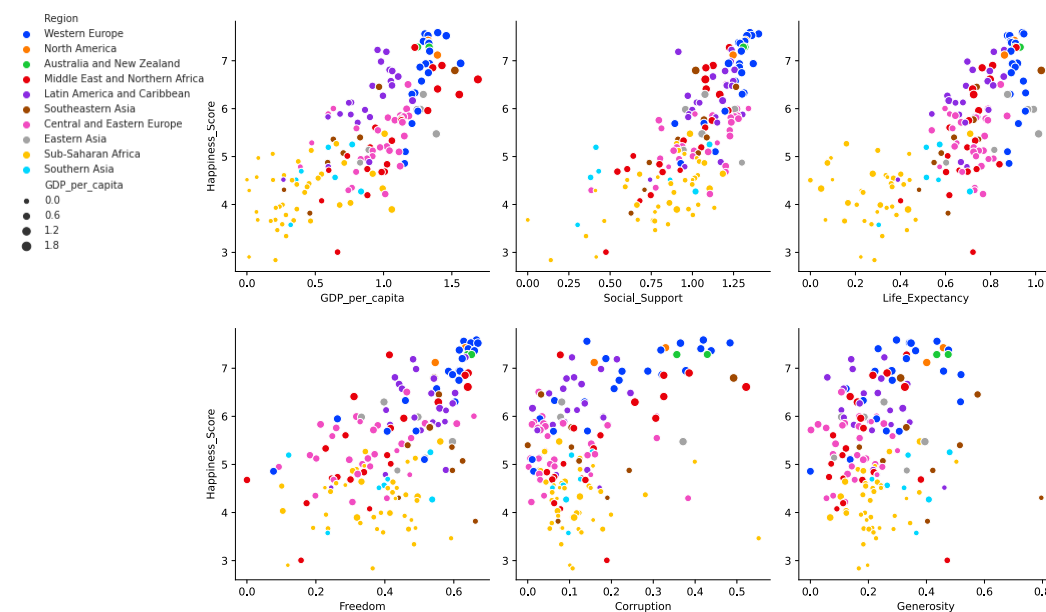 Region
Western Europe
North America
Australia and New Zealand
Middle East and Northern Africa
Latin America and Caribbean
Southeastern Asia
Central and Eastern Europe
Eastern Asia
Sub-Saharan Africa
Southern Asia
GDP_per_capita
0.0
0.6
1.2
1.8
Happiness_Score
7
6
5
4
3
0.0 0.5 1.0 1.5
GDP_per_capita
0.00 0.25 0.50 0.75 1.00 1.25
Social_Support
0.0 0.2 0.4 0.6 0.8 1.0
Life_Expectancy
Happiness_Score
7
6
5
4
3
0.0 0.2 0.4 0.6
Freedom
0.0 0.1 0.2 0.3 0.4 0.5
Corruption
0.0 0.2 0.4 0.6
Generosity